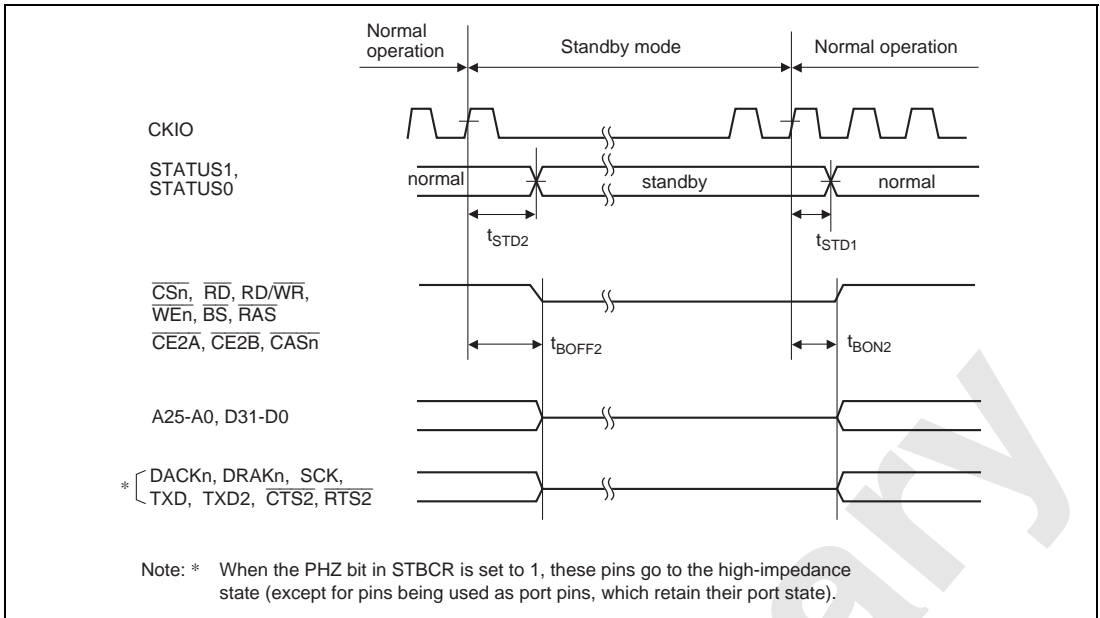 Normal
operation
Standby mode
Normal operation
CKIO
STATUS1,
STATUS0
normal
standby
normal
tSTD2
tSTD1
CSn, RD, RD/WR,
WEn, BS, RAS
CE2A, CE2B, CASn
tBOFF2
tBON2
A25-A0, D31-D0
* DACKn, DRAKn, SCK,
TXD, TXD2, CTS2, RTS2
Note: * When the PHZ bit in STBCR is set to 1, these pins go to the high-impedance
state (except for pins being used as port pins, which retain their port state).